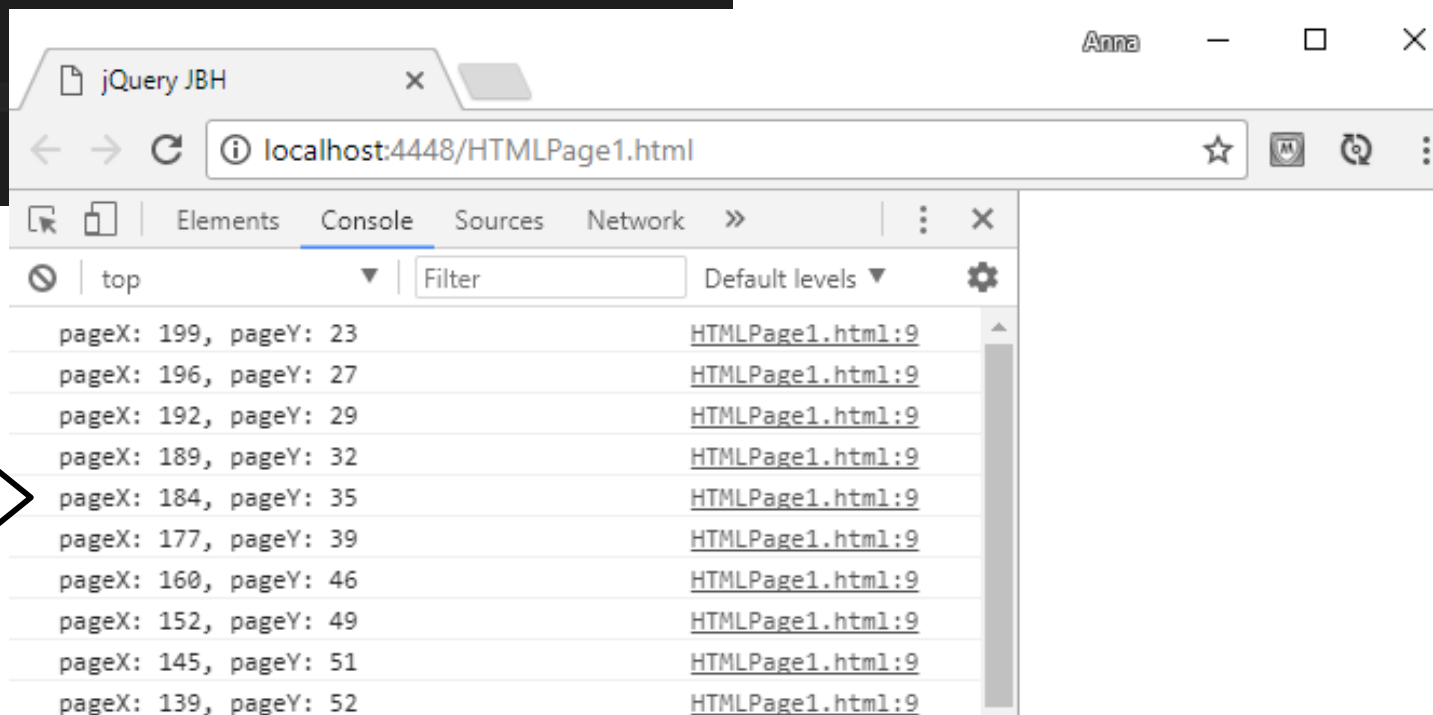 Anna
jQuery JBH
localhost:4448/HTMLPage1.html
Elements Console Sources Network »
top Filter Default levels
pageX: 199, pageY: 23 HTMLPage1.html:9
pageX: 196, pageY: 27 HTMLPage1.html:9
pageX: 192, pageY: 29 HTMLPage1.html:9
pageX: 189, pageY: 32 HTMLPage1.html:9
pageX: 184, pageY: 35 HTMLPage1.html:9
pageX: 177, pageY: 39 HTMLPage1.html:9
pageX: 160, pageY: 46 HTMLPage1.html:9
pageX: 152, pageY: 49 HTMLPage1.html:9
pageX: 145, pageY: 51 HTMLPage1.html:9
pageX: 139, pageY: 52 HTMLPage1.html:9